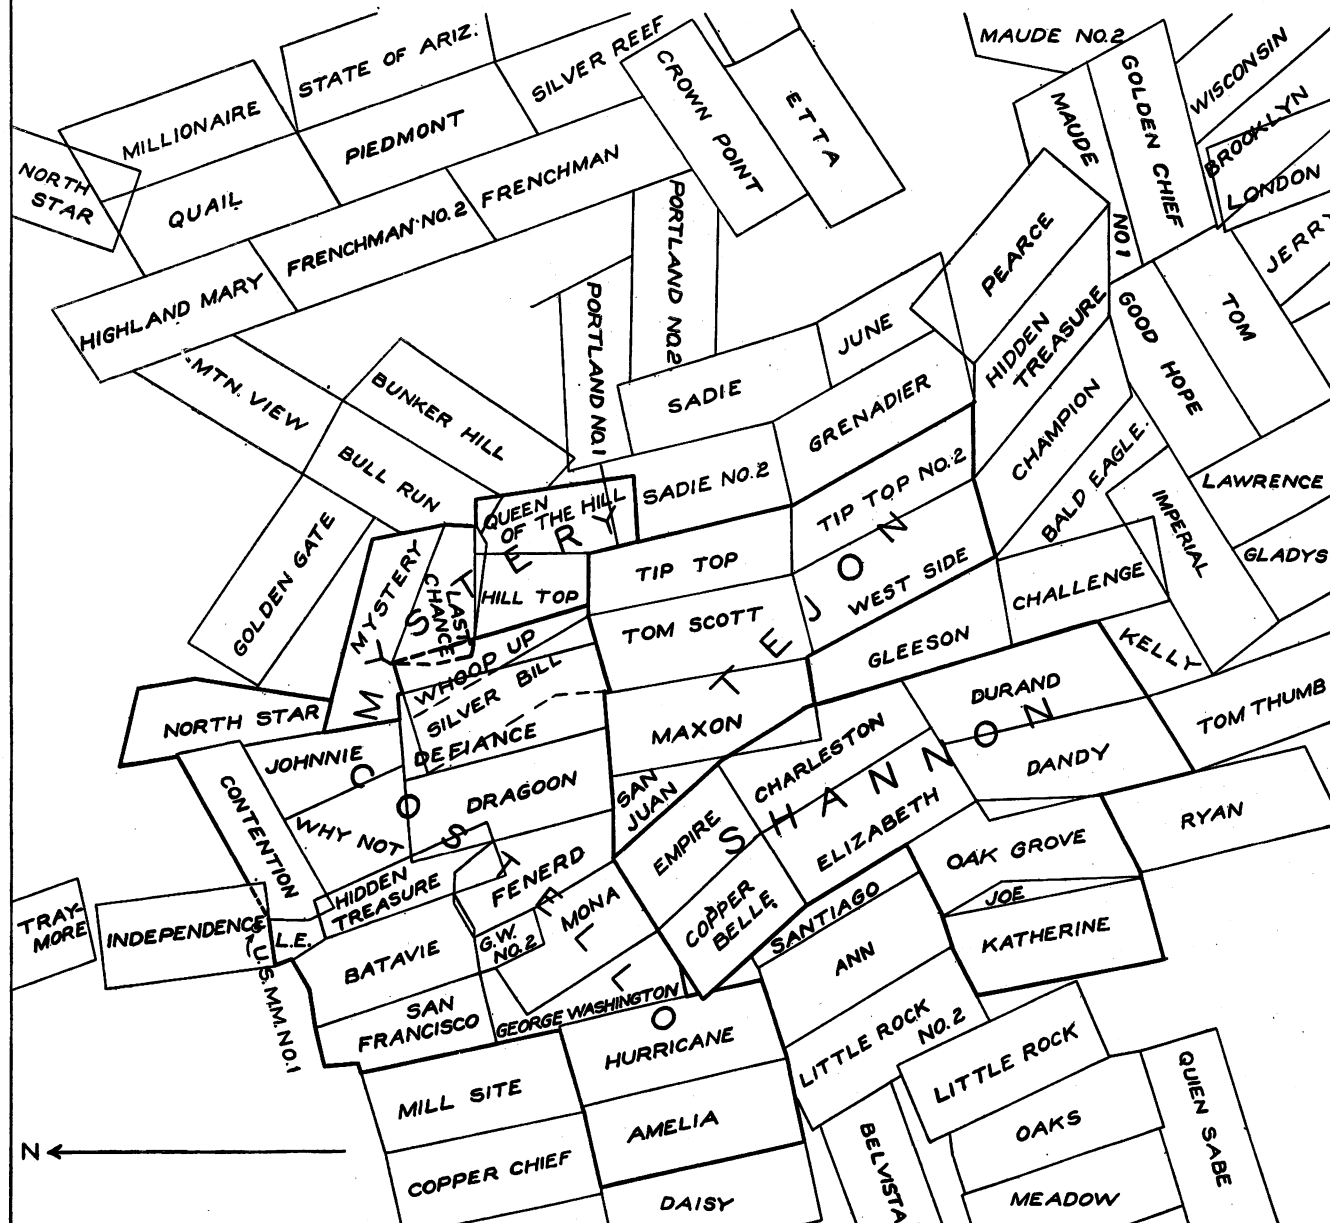 STATE OF ARIZ.
SILVER REEF
MAUDE NO. 2
WISCONSIN
MILLIONAIRE
PIEDMONT
CROWN POINT
ETTA
MAUDE
NO 1
GOLDEN CHIEF
BROOKLYN
LONDON
NORTH
STAR
QUAIL
FRENCHMAN
FRENCHMAN NO. 2
PORTLAND NO. 2
PEARCE
JERRY
HIGHLAND MARY
PORTLAND NO. 1
JUNE
HIDDEN
TREASURE
GOOD HOPE
TOM
MTN. VIEW
BUNKER HILL
SADIE
GRENADIER
CHAMPION
BULL RUN
QUEEN
OF THE HILL
SADIE NO. 2
TIP TOP NO. 2
BALD EAGLE.
LAWRENCE
IMPERIAL
GOLDEN GATE
MYSTERY
LAST
CHANCE
HILL TOP
TIP TOP
WEST SIDE
CHALLENGE
GLADYS
MYSTERY
TEJON
WHOOP UP
TOM SCOTT
GLEESON
KELLY
SILVER BILL
NORTH STAR
DEFIANCE
MAXON
DURAND
TOM THUMB
JOHNNIE
CHARLESTON
DANDY
CONTENTION
DRAGOON
SAN
JUAN
SHANNON
WHY NOT
EMPIRE
ELIZABETH
OAK GROVE
RYAN
COSTELLO
HIDDEN
TREASURE
FENERD
COPPER
BELLE
SANTIAGO
JOE
TRAY-
MORE
INDEPENDENCE
L.E.
BATAVIE
G.W.
NO. 2
MONA
ANN
KATHERINE
U.S.M.M. NO. 1
SAN
FRANCISCO
GEORGE WASHINGTON
HURRICANE
LITTLE ROCK
NO. 2
LITTLE ROCK
MILL SITE
AMELIA
OAKS
QUIEN SABE
N
COPPER CHIEF
DAISY
BELVISTA
MEADOW